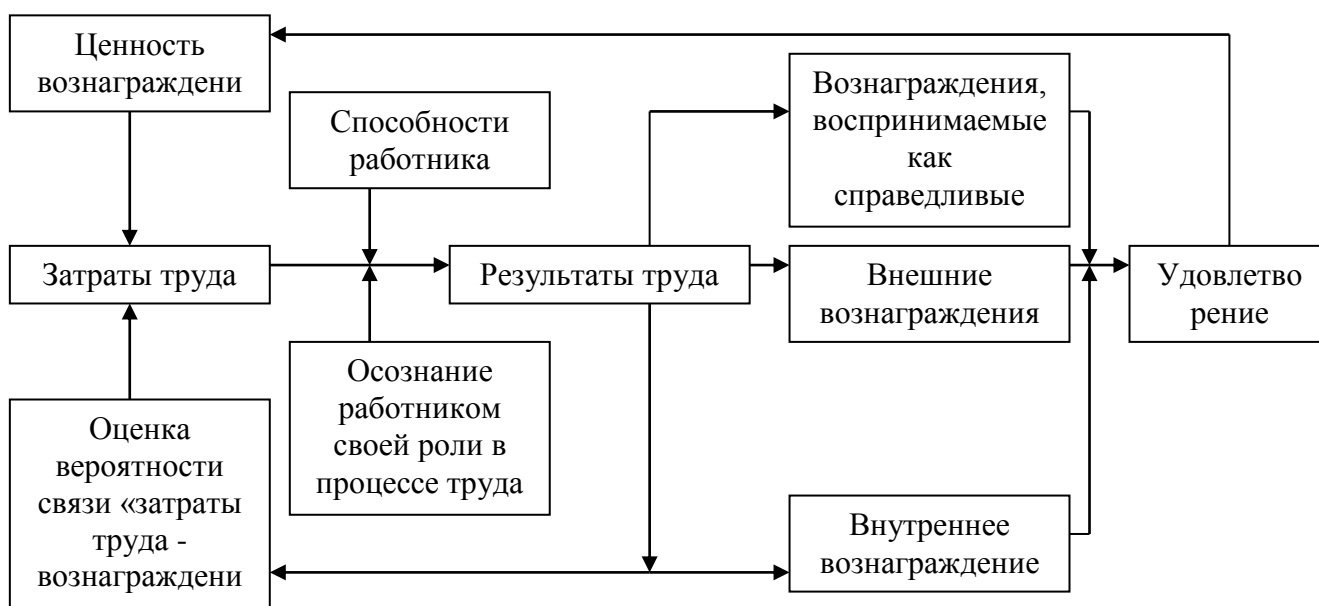 Ценность
вознаграждени
Способности
работника
Вознаграждения,
воспринимаемые
как
справедливые
Затраты труда
Результаты труда
Внешние
вознаграждения
Удовлетво
рение
Оценка
вероятности
связи «затраты
труда -
вознаграждени
Осознание
работником
своей роли в
процессе труда
Внутреннее
вознаграждение